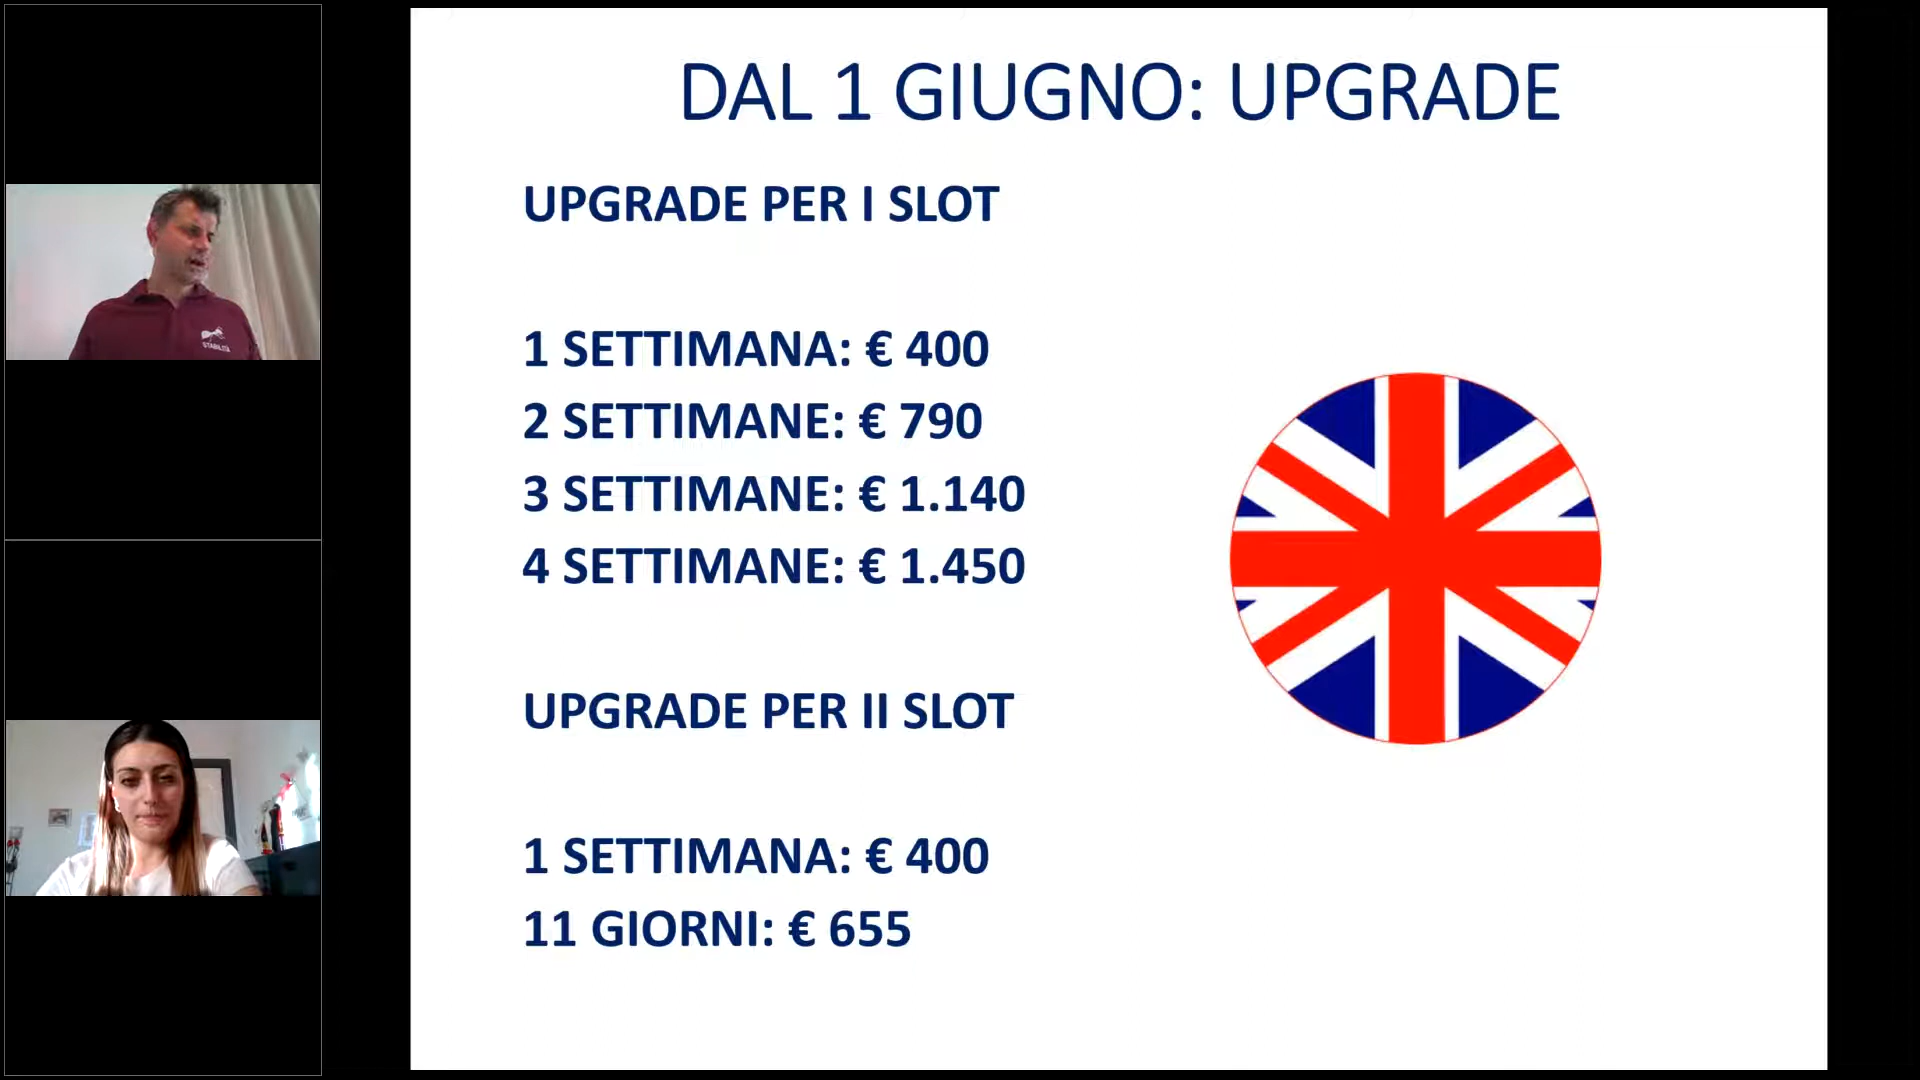 DAL 1 GIUGNO: UPGRADE
UPGRADE PER I SLOT
1 SETTIMANA: € 400
2 SETTIMANE: € 790
3 SETTIMANE: € 1.140
4 SETTIMANE: € 1.450
UPGRADE PER II SLOT
1 SETTIMANA: € 400
11 GIORNI: € 655
STABILITÀ